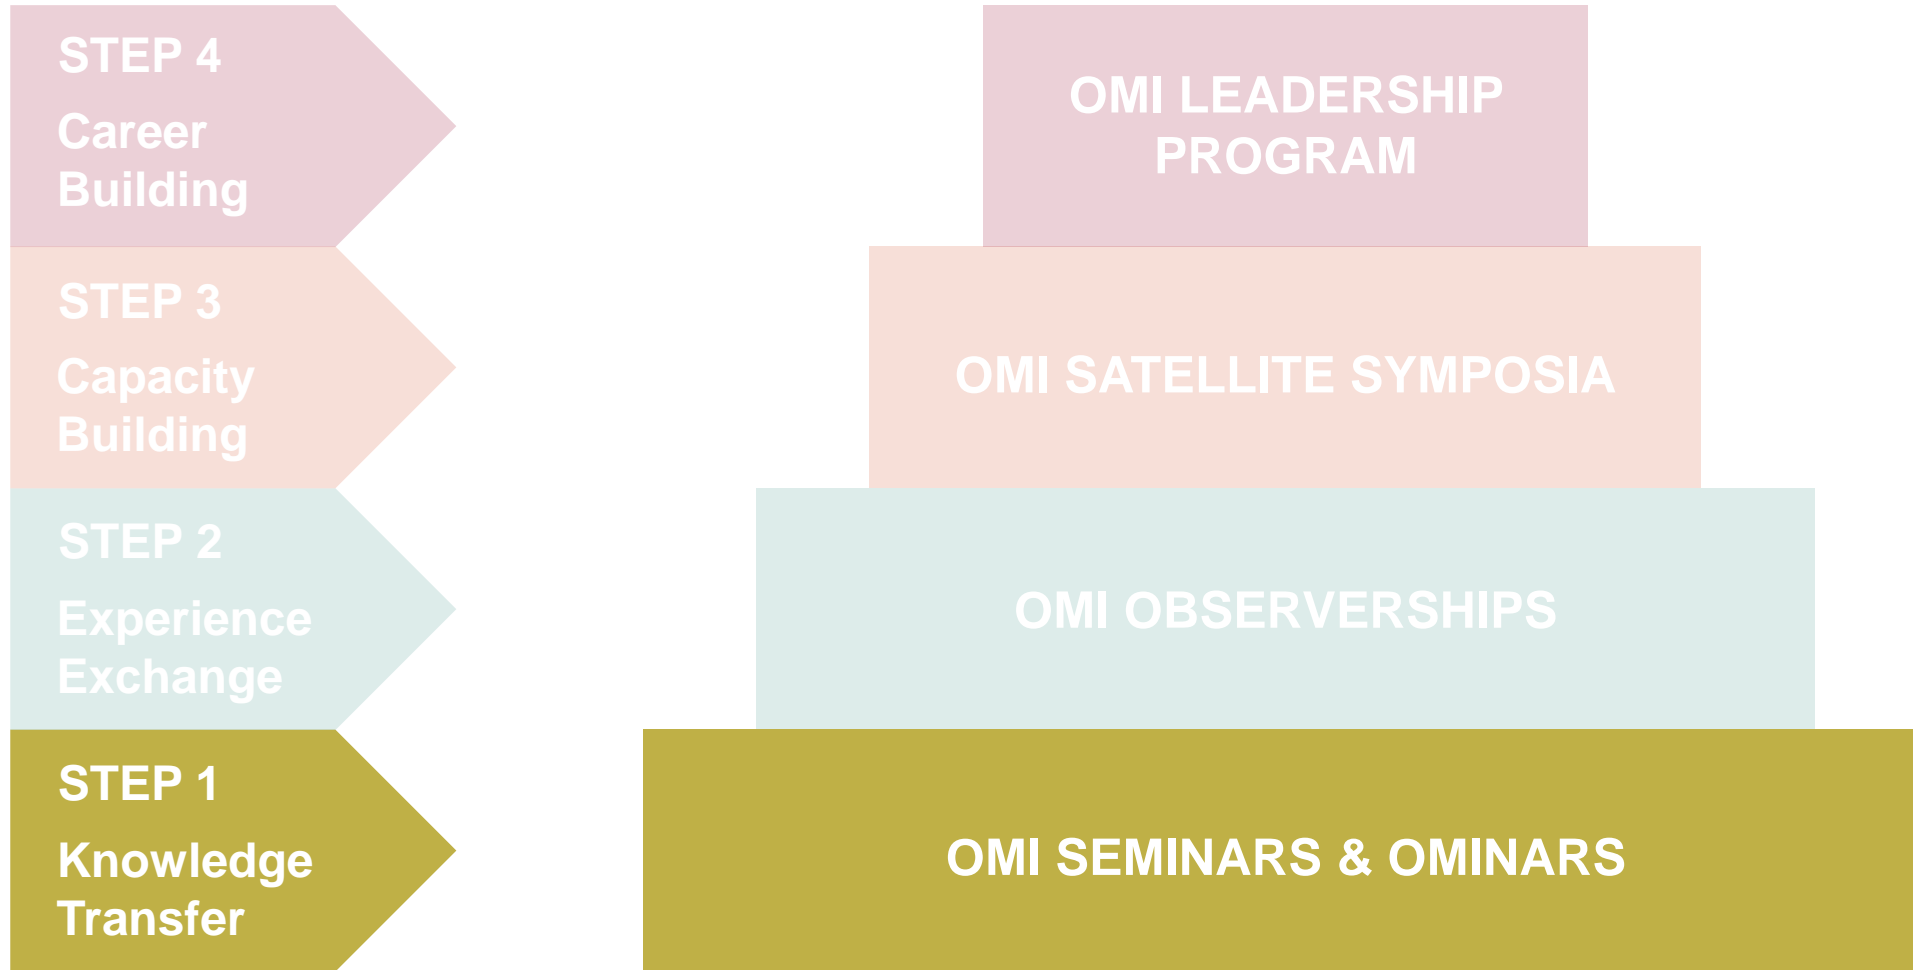 STEP 4
Career
Building
OMI LEADERSHIP
PROGRAM
STEP 3
Capacity
Building
OMI SATELLITE SYMPOSIA
STEP 2
Experience
Exchange
OMI OBSERVERSHIPS
STEP 1
Knowledge
Transfer
OMI SEMINARS & OMINARS